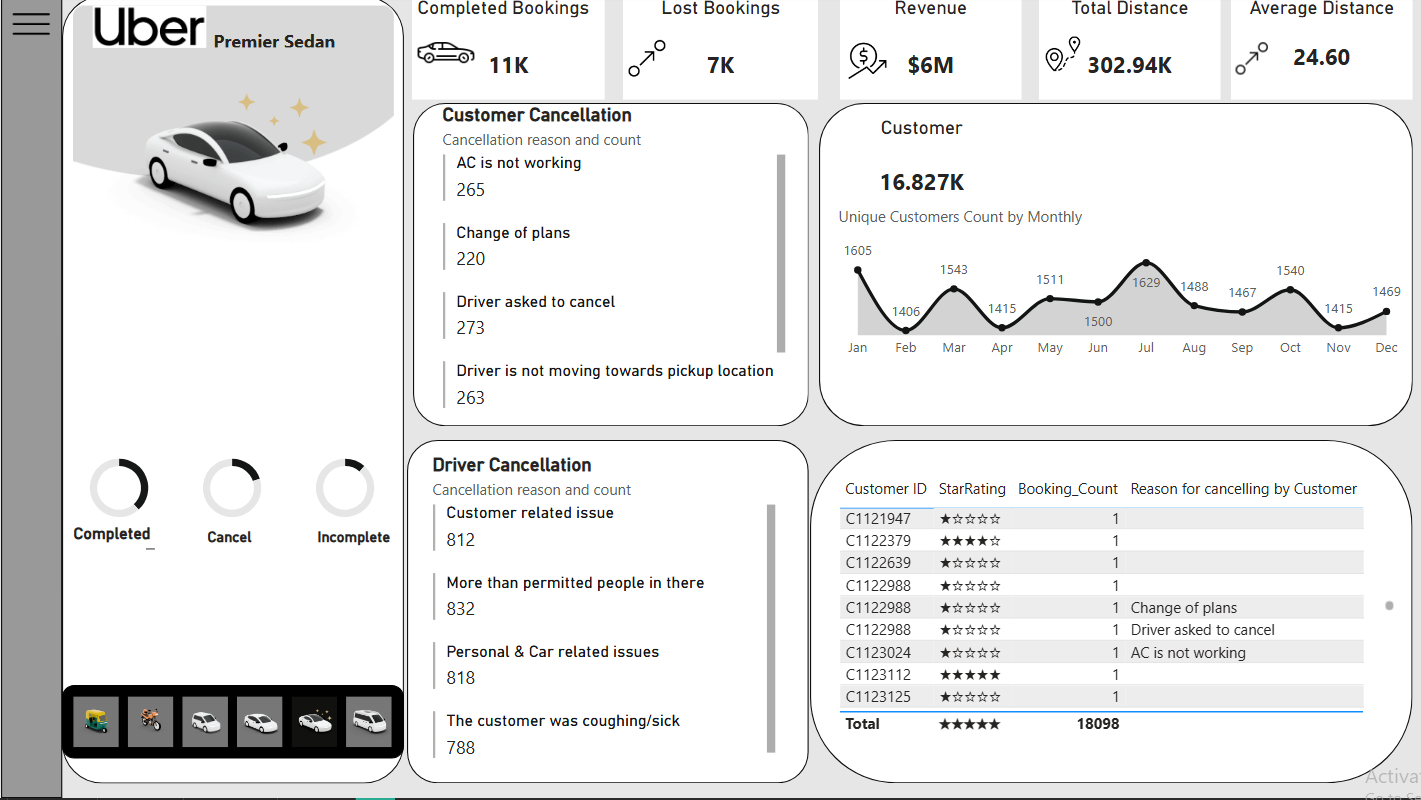 Uber
Premier Sedan
Completed Bookings
11K
Lost Bookings
7K
Revenue
$6M
Total Distance
302.94K
Average Distance
24.60
Customer Cancellation
Cancellation reason and count
AC is not working
265
Change of plans
220
Driver asked to cancel
273
Driver is not moving towards pickup location
263
Customer
16.827K
Unique Customers Count by Monthly
1605
1406
1543
1415
1511
1500
1629
1488
1467
1540
1415
1469
Jan Feb Mar Apr May Jun Jul Aug Sep Oct Nov Dec
Completed
Cancel
Incomplete
Driver Cancellation
Cancellation reason and count
Customer related issue
812
More than permitted people in there
832
Personal & Car related issues
818
The customer was coughing/sick
788
Customer ID StarRating Booking_Count Reason for cancelling by Customer
C1121947 ★☆☆☆☆ 1
C1122379 ★★★★☆ 1
C1122639 ★☆☆☆☆ 1
C1122988 ★☆☆☆☆ 1
C1122988 ★☆☆☆☆ 1 Change of plans
C1122988 ★☆☆☆☆ 1 Driver asked to cancel
C1123024 ★☆☆☆☆ 1 AC is not working
C1123112 ★★★★★ 1
C1123125 ★☆☆☆☆ 1
Total ★★★★★ 18098